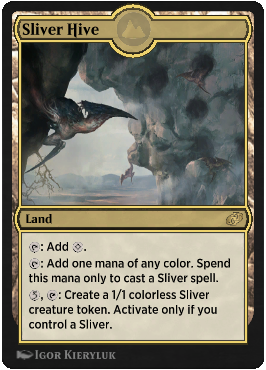 Sliver Hive
Land
: Add .
: Add one mana of any color. Spend
this mana only to cast a Sliver spell.
5, : Create a 1/1 colorless Sliver
creature token. Activate only if you
control a Sliver.
Igor Kieryluk